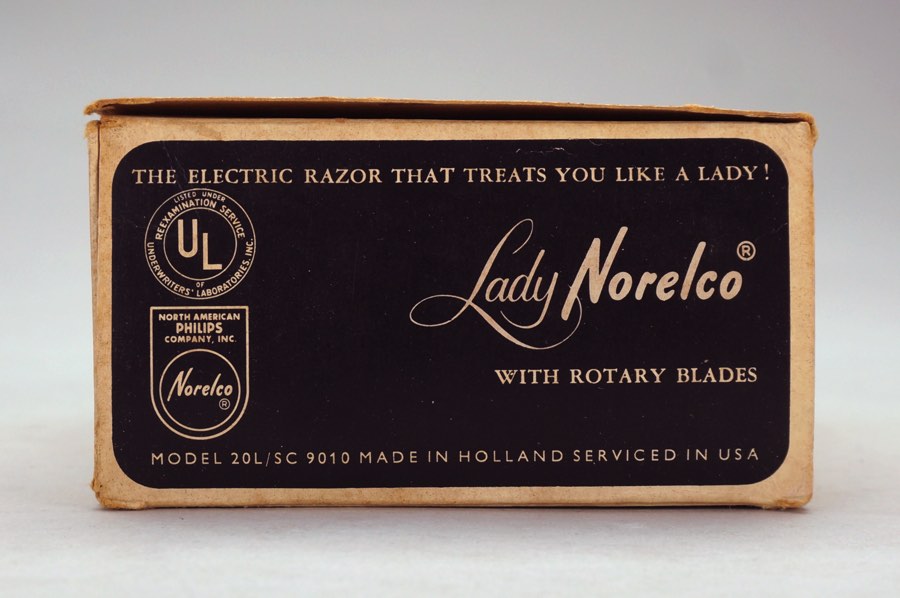 THE ELECTRIC RAZOR THAT TREATS YOU LIKE A LADY!
LISTED UNDER
REEXAMINATION SERVICE
UL
OF
UNDERWRITERS' LABORATORIES, INC.
Lady Norelco®
WITH ROTARY BLADES
NORTH AMERICAN
PHILIPS
COMPANY, INC.
Norelco
®
MODEL 20L/SC 9010 MADE IN HOLLAND SERVICED IN USA